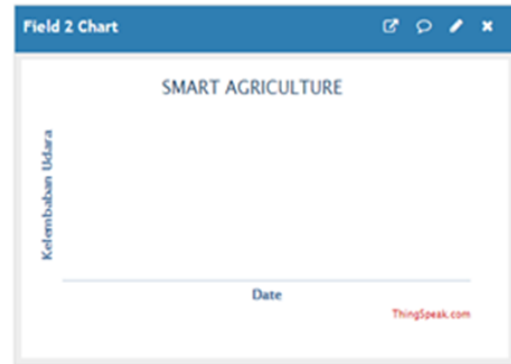 Field 2 Chart
SMART AGRICULTURE
Kelembaban Udara
Date
ThingSpeak.com